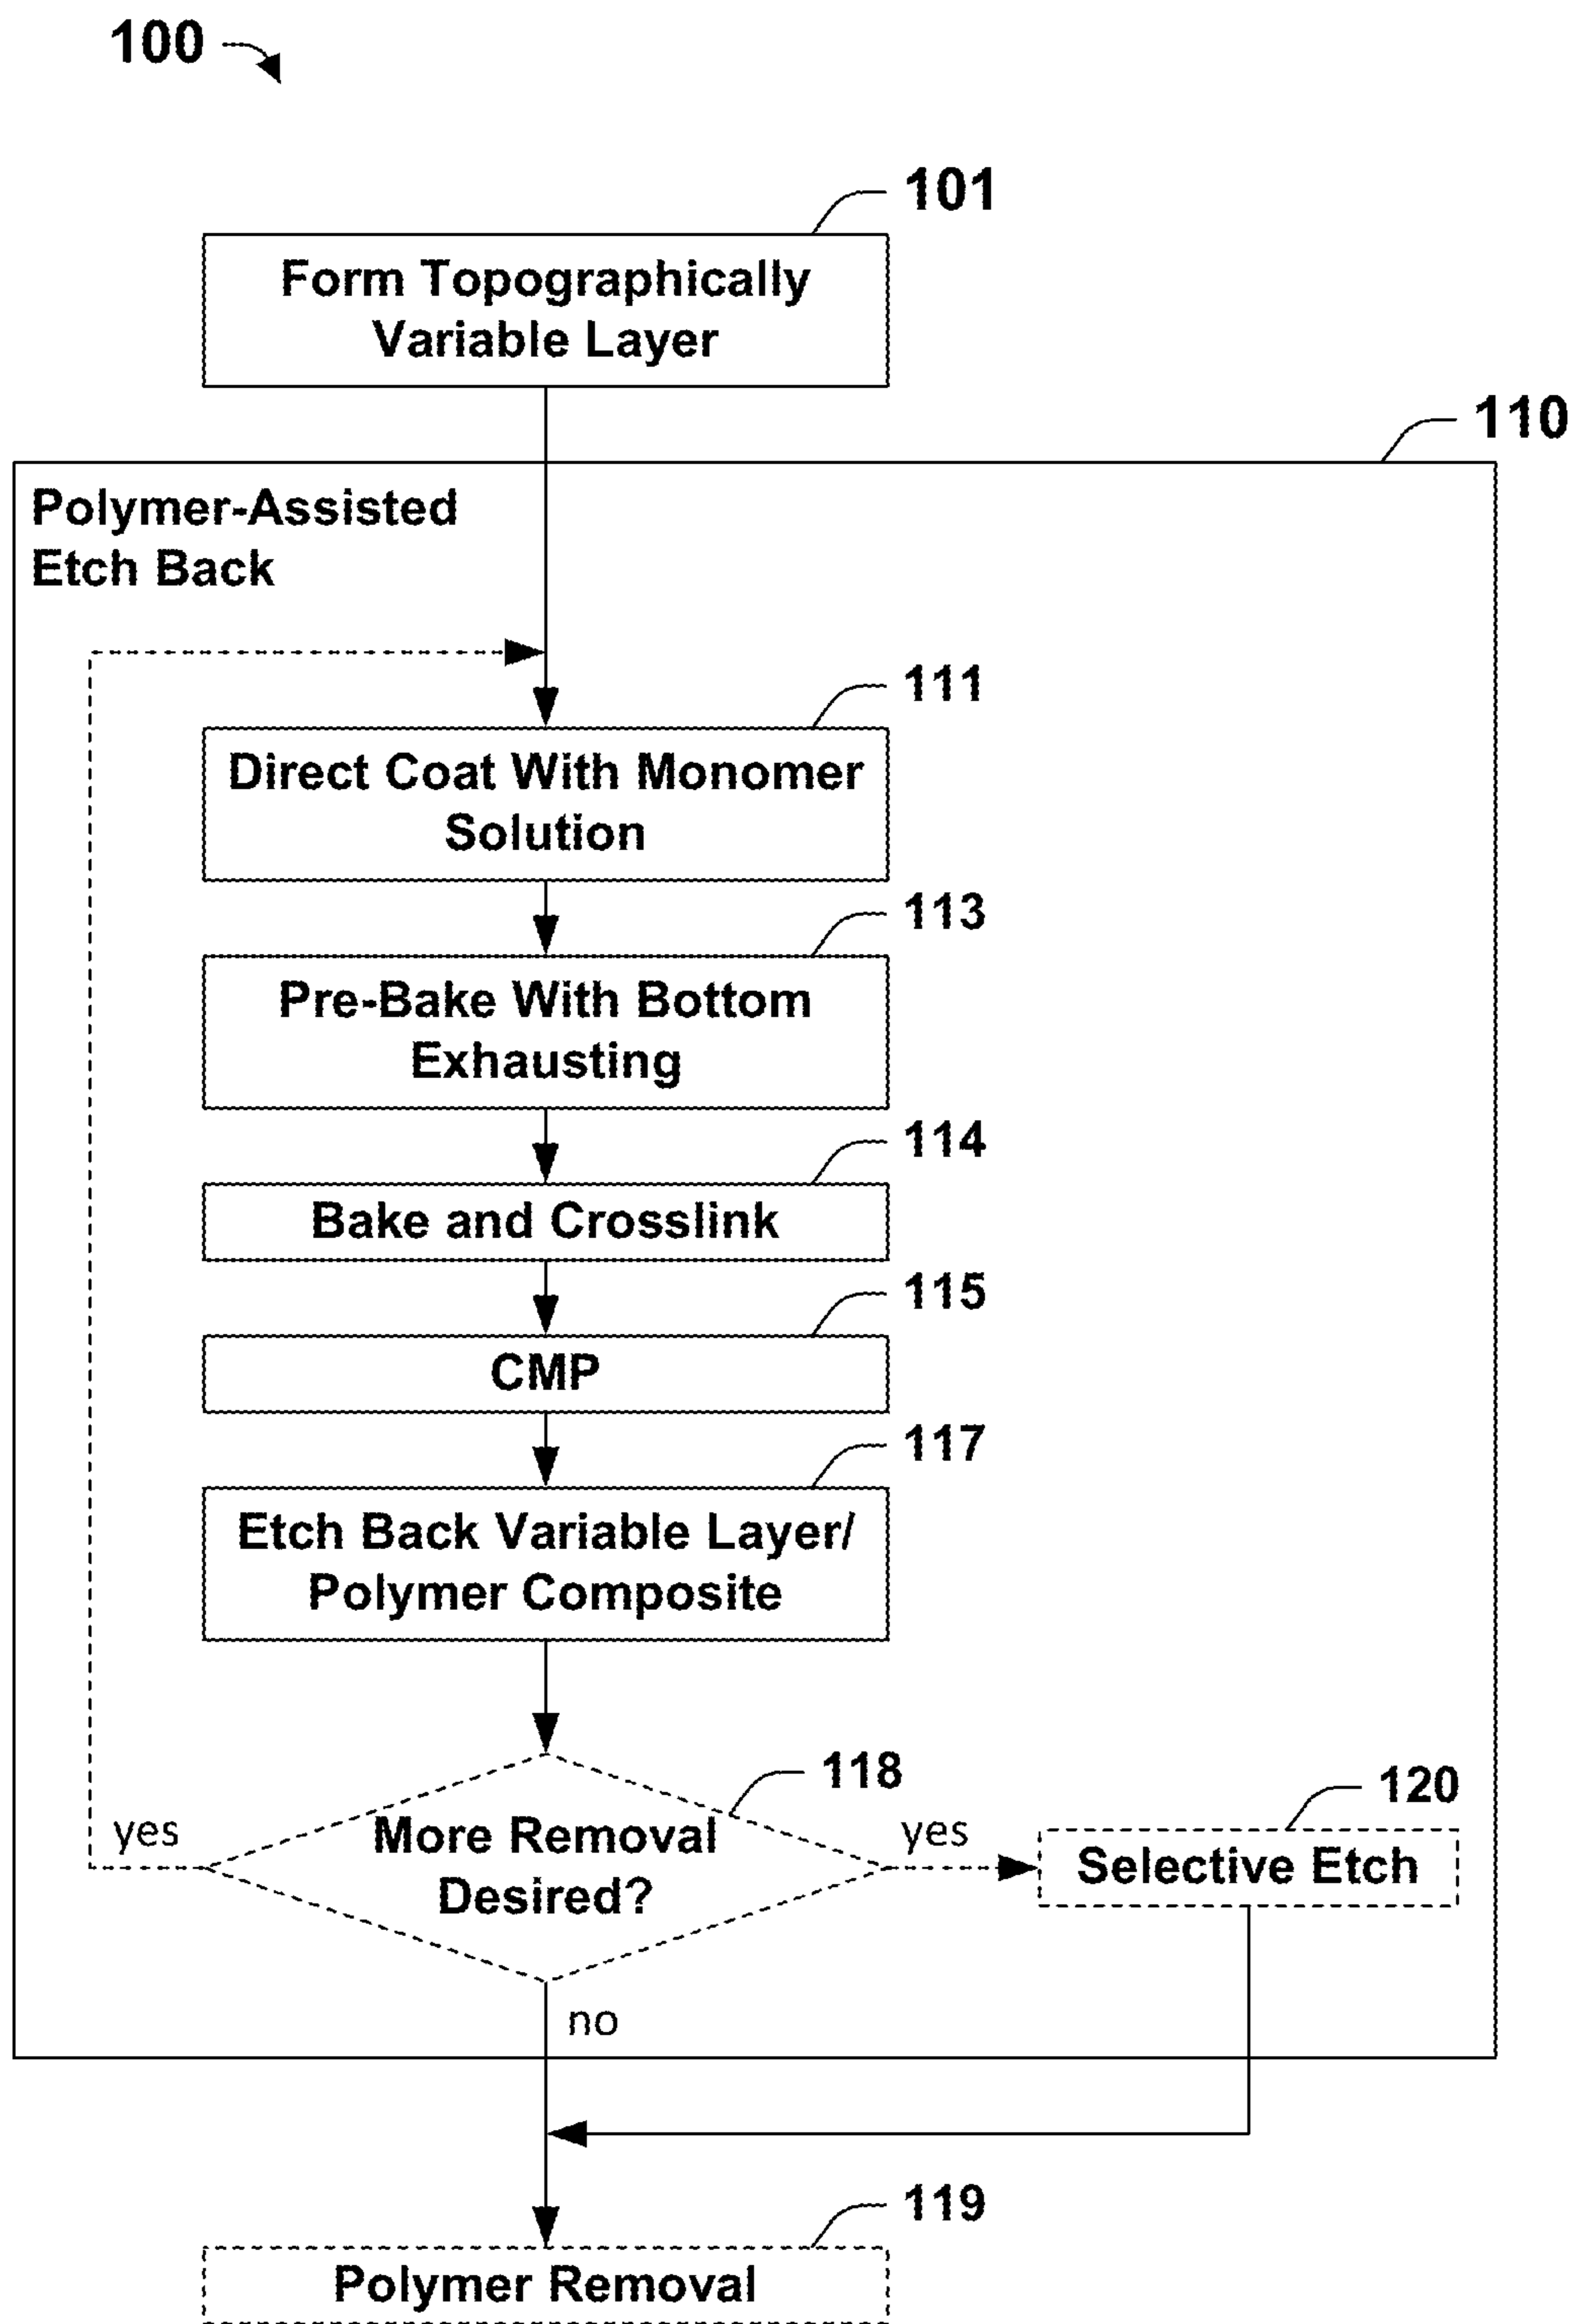 100
101
Form Topographically
Variable Layer
110
Polymer-Assisted
Etch Back
111
Direct Coat With Monomer
Solution
113
Pre-Bake With Bottom
Exhausting
114
Bake and Crosslink
115
CMP
117
Etch Back Variable Layer/
Polymer Composite
118
120
yes
More Removal
Desired?
yes
Selective Etch
no
119
Polymer Removal